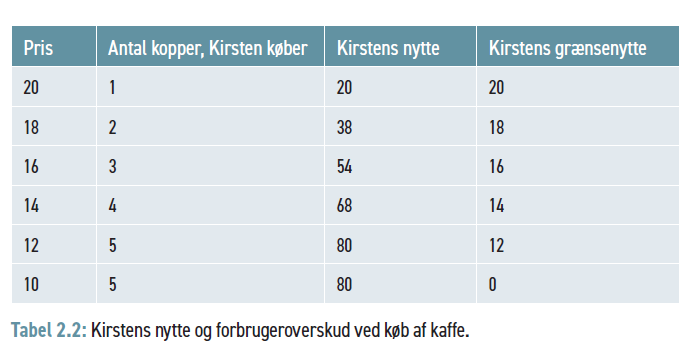 Pris Antal kopper, Kirsten køber Kirstens nytte Kirstens grænsenytte
20 1 20 20
18 2 38 18
16 3 54 16
14 4 68 14
12 5 80 12
10 5 80 0
Tabel 2.2: Kirstens nytte og forbrugeroverskud ved køb af kaffe.